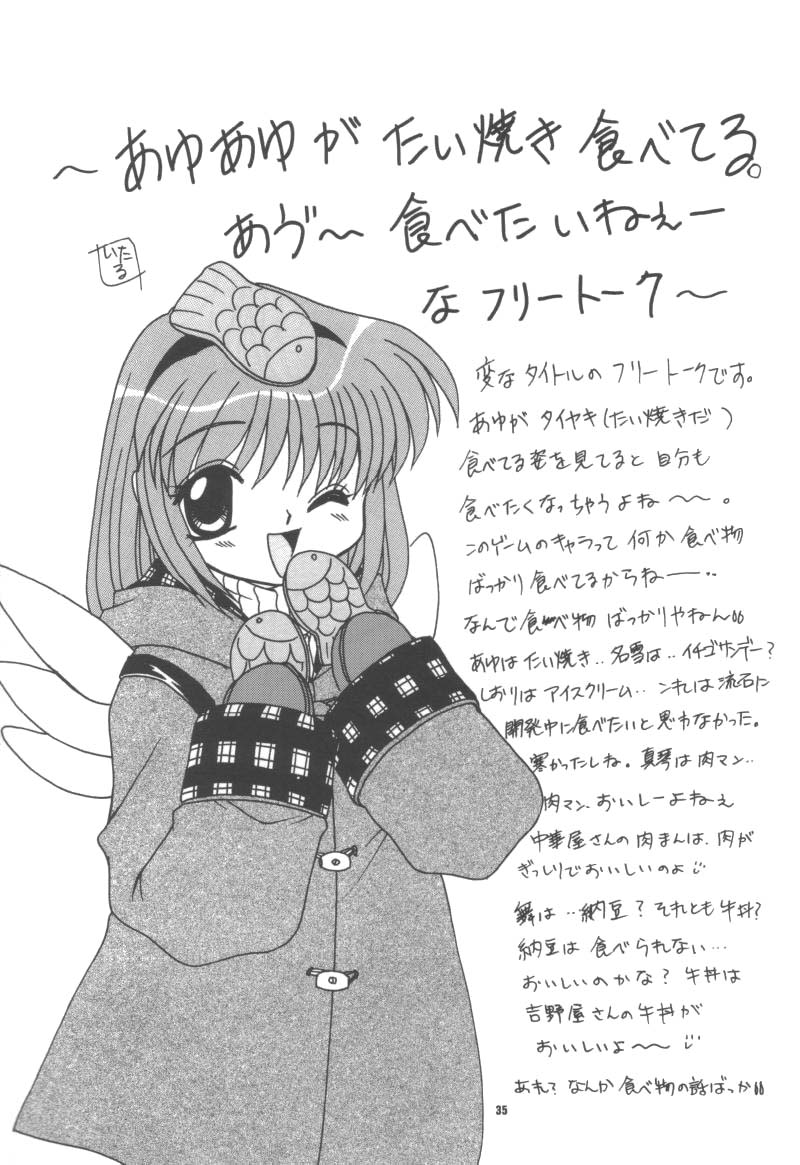 ～あゆあゆが たい焼き 食べてる。
あヴ～ 食べたいねぇー
な フリートーク～
いたる
変な タイトルの フリートークです。
あゆが タイヤキ(たい焼きだ)
食べてる姿を見てると 自分も
食べたくなっちゃうよね～～。
このゲームのキャラって 何か 食べ物
ばっかり 食べてるからねー‥
なんで食べ物 ばっかりやねん
あゆは たい焼き‥名雪は‥イチゴサンデー?
しおりは アイスクリーム‥ これは流石に
開発中に食べたいと 思わなかった。
寒かったしね。真琴は 肉マン‥
肉マン、おいしーよねぇ
中華屋さんの 肉まんは、肉が
ぎっしりでおいしいのよ
舞は‥納豆?それとも牛丼?
納豆は 食べられない…
おいしいのかな? 牛丼は
吉野屋さんの牛丼が
おいしいよ～～
あれ?なんか 食べ物の話ばっか
35